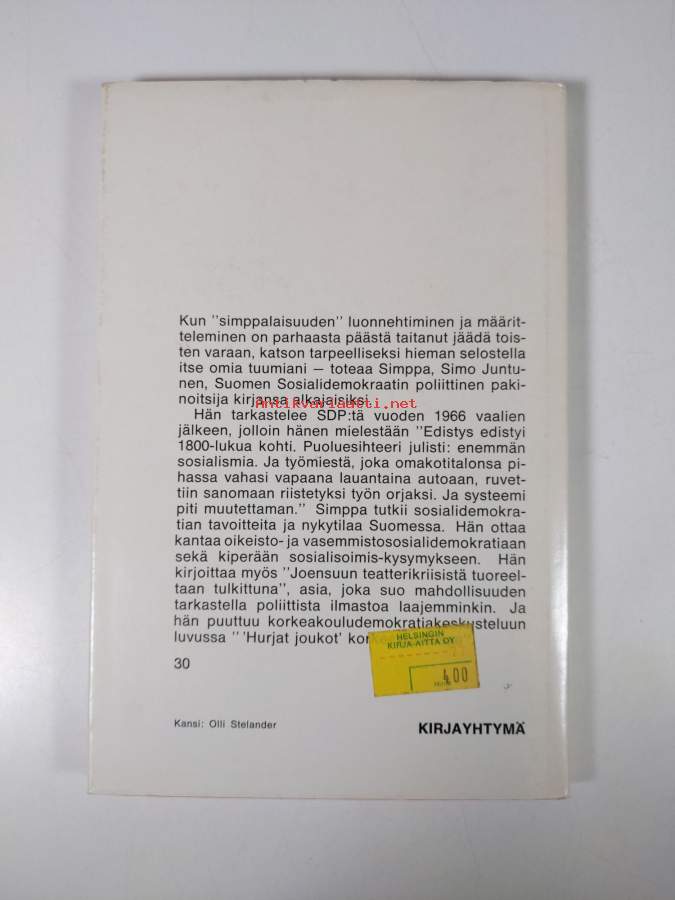 Kun "simppalaisuuden" luonnehtiminen ja määrit-
teleminen on parhaasta päästä taitanut jäädä tois-
ten varaan, katson tarpeelliseksi hieman selostella
itse omia tuumiani — toteaa Simppa, Simo Juntu-
nen, Suomen Sosialidemokraatin poliittinen paki-
noitsija kirjansa alkajaisiksi.
Antikvariaatti.net
Hän tarkastelee SDP:tä vuoden 1966 vaalien
jälkeen, jolloin hänen mielestään "Edistys edistyi
1800-lukua kohti. Puoluesihteeri julisti: enemmän
sosialismia. Ja työmiestä, joka omakotitalonsa pi-
hassa vahasi vapaana lauantaina autoaan, ruvet-
tiin sanomaan riistetyksi työn orjaksi. Ja systeemi
piti muutettaman." Simppa tutkii sosialidemokra-
tian tavoitteita ja nykytilaa Suomessa. Hän ottaa
kantaa oikeisto- ja vasemmistososialidemokratiaan
sekä kiperään sosialisoimis-kysymykseen. Hän
kirjoittaa myös "Joensuun teatterikriisistä tuoreel-
taan tulkittuna", asia, joka suo mahdollisuuden
tarkastella poliittista ilmastoa laajemminkin. Ja
hän puuttuu korkeakouludemokratiakeskusteluun
luvussa " 'Hurjat joukot'
HELSINGIN
KIRJA-AITTA OY
4.00
30
Kansi: Olli Stelander
KIRJAYHTYMÄ